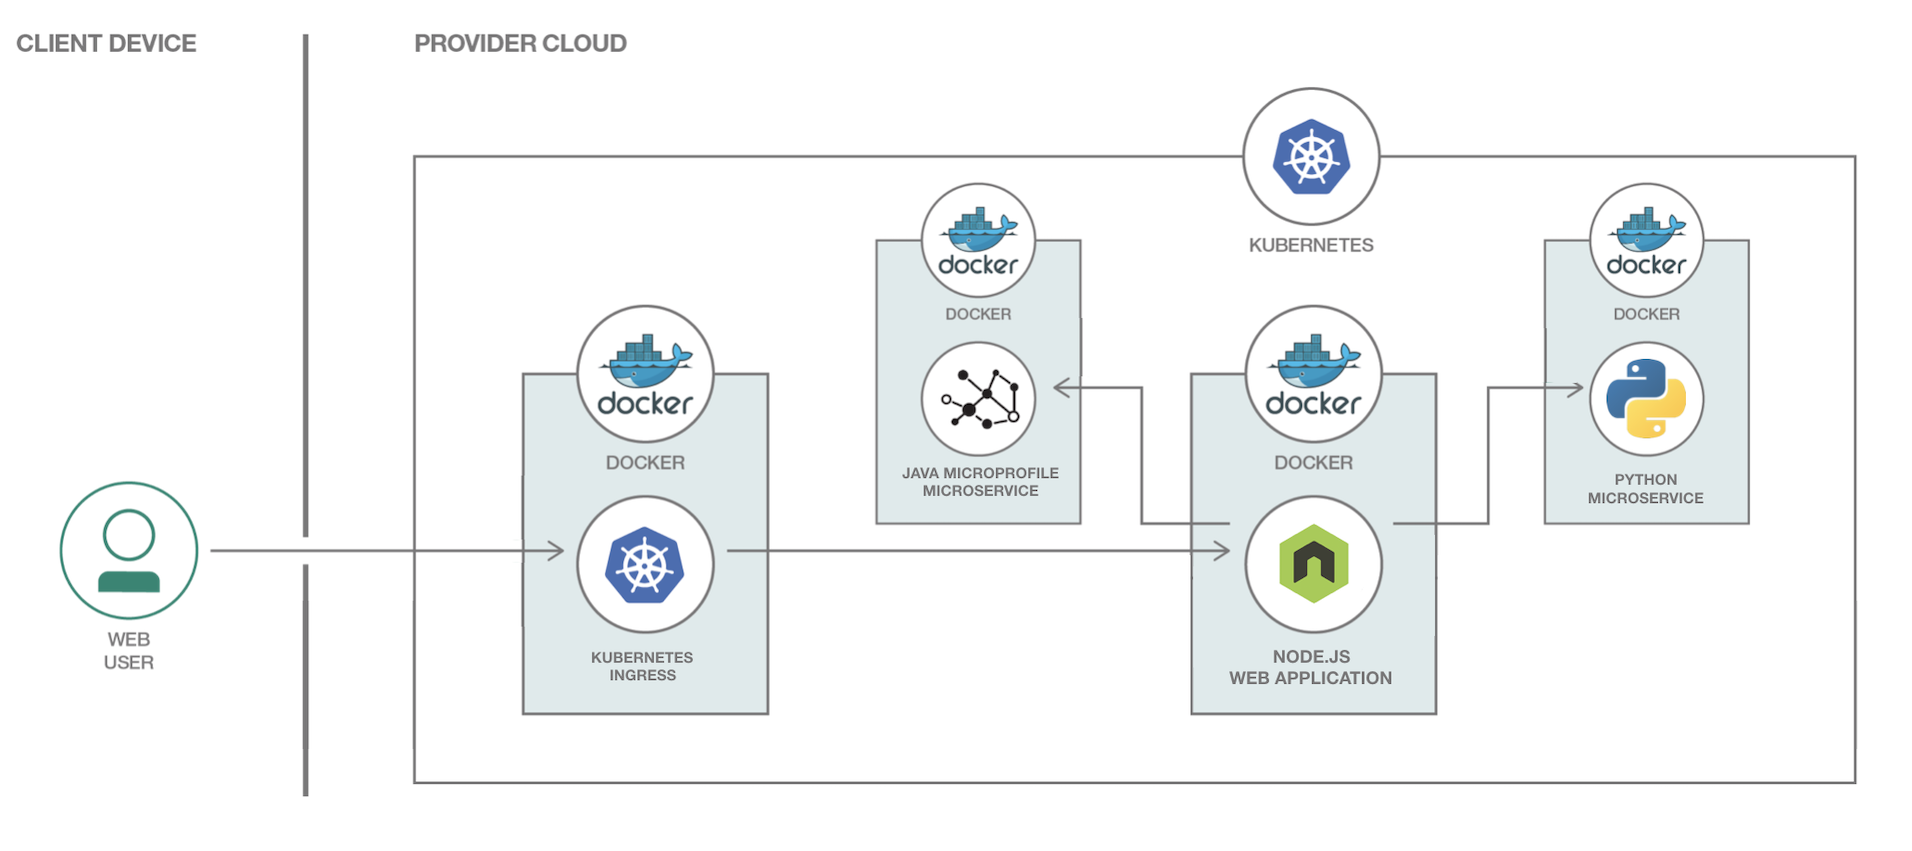 CLIENT DEVICE
PROVIDER CLOUD
KUBERNETES
docker
DOCKER
JAVA MICROPROFILE
MICROSERVICE
docker
DOCKER
PYTHON
MICROSERVICE
docker
DOCKER
KUBERNETES
INGRESS
docker
DOCKER
NODE.JS
WEB APPLICATION
WEB
USER